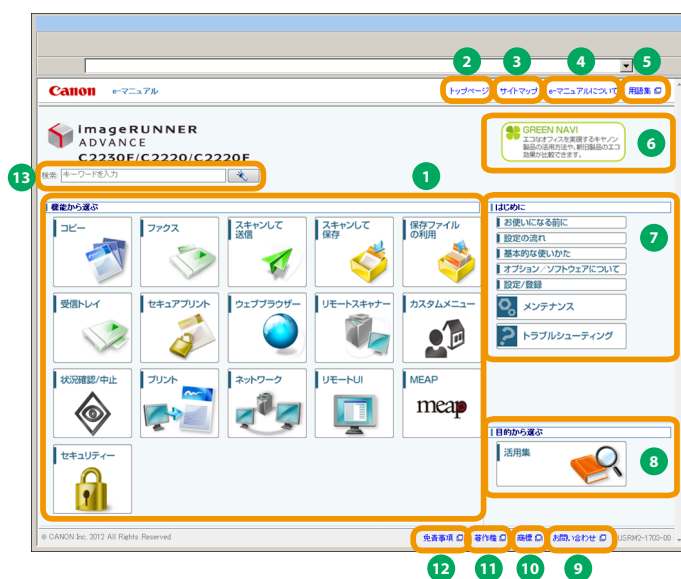 2
3
4
5
Canon e-マニュアル
トップページ
サイトマップ
e-マニュアルについて
用語集
imageRUNNER
ADVANCE
C2230F/C2220/C2220F
GREEN NAVI
エコなオフィスを実現するキヤノン
製品の活用方法や、新旧製品のエコ
効果が比較できます。
6
13
検索: キーワードを入力
1
機能から選ぶ
コピー
ファクス
スキャンして
送信
スキャンして
保存
保存ファイル
の利用
受信トレイ
セキュアプリント
ウェブブラウザー
リモートスキャナー
カスタムメニュー
状況確認/中止
プリント
ネットワーク
リモートUI
MEAP
meap
セキュリティー
はじめに
お使いになる前に
設定の流れ
基本的な使いかた
オプション/ソフトウェアについて
設定/登録
メンテナンス
トラブルシューティング
7
目的から選ぶ
活用集
8
© CANON Inc. 2012 All Rights Reserved
免責事項
著作権
商標
お問い合わせ
USRM2-1703-00
12
11
10
9